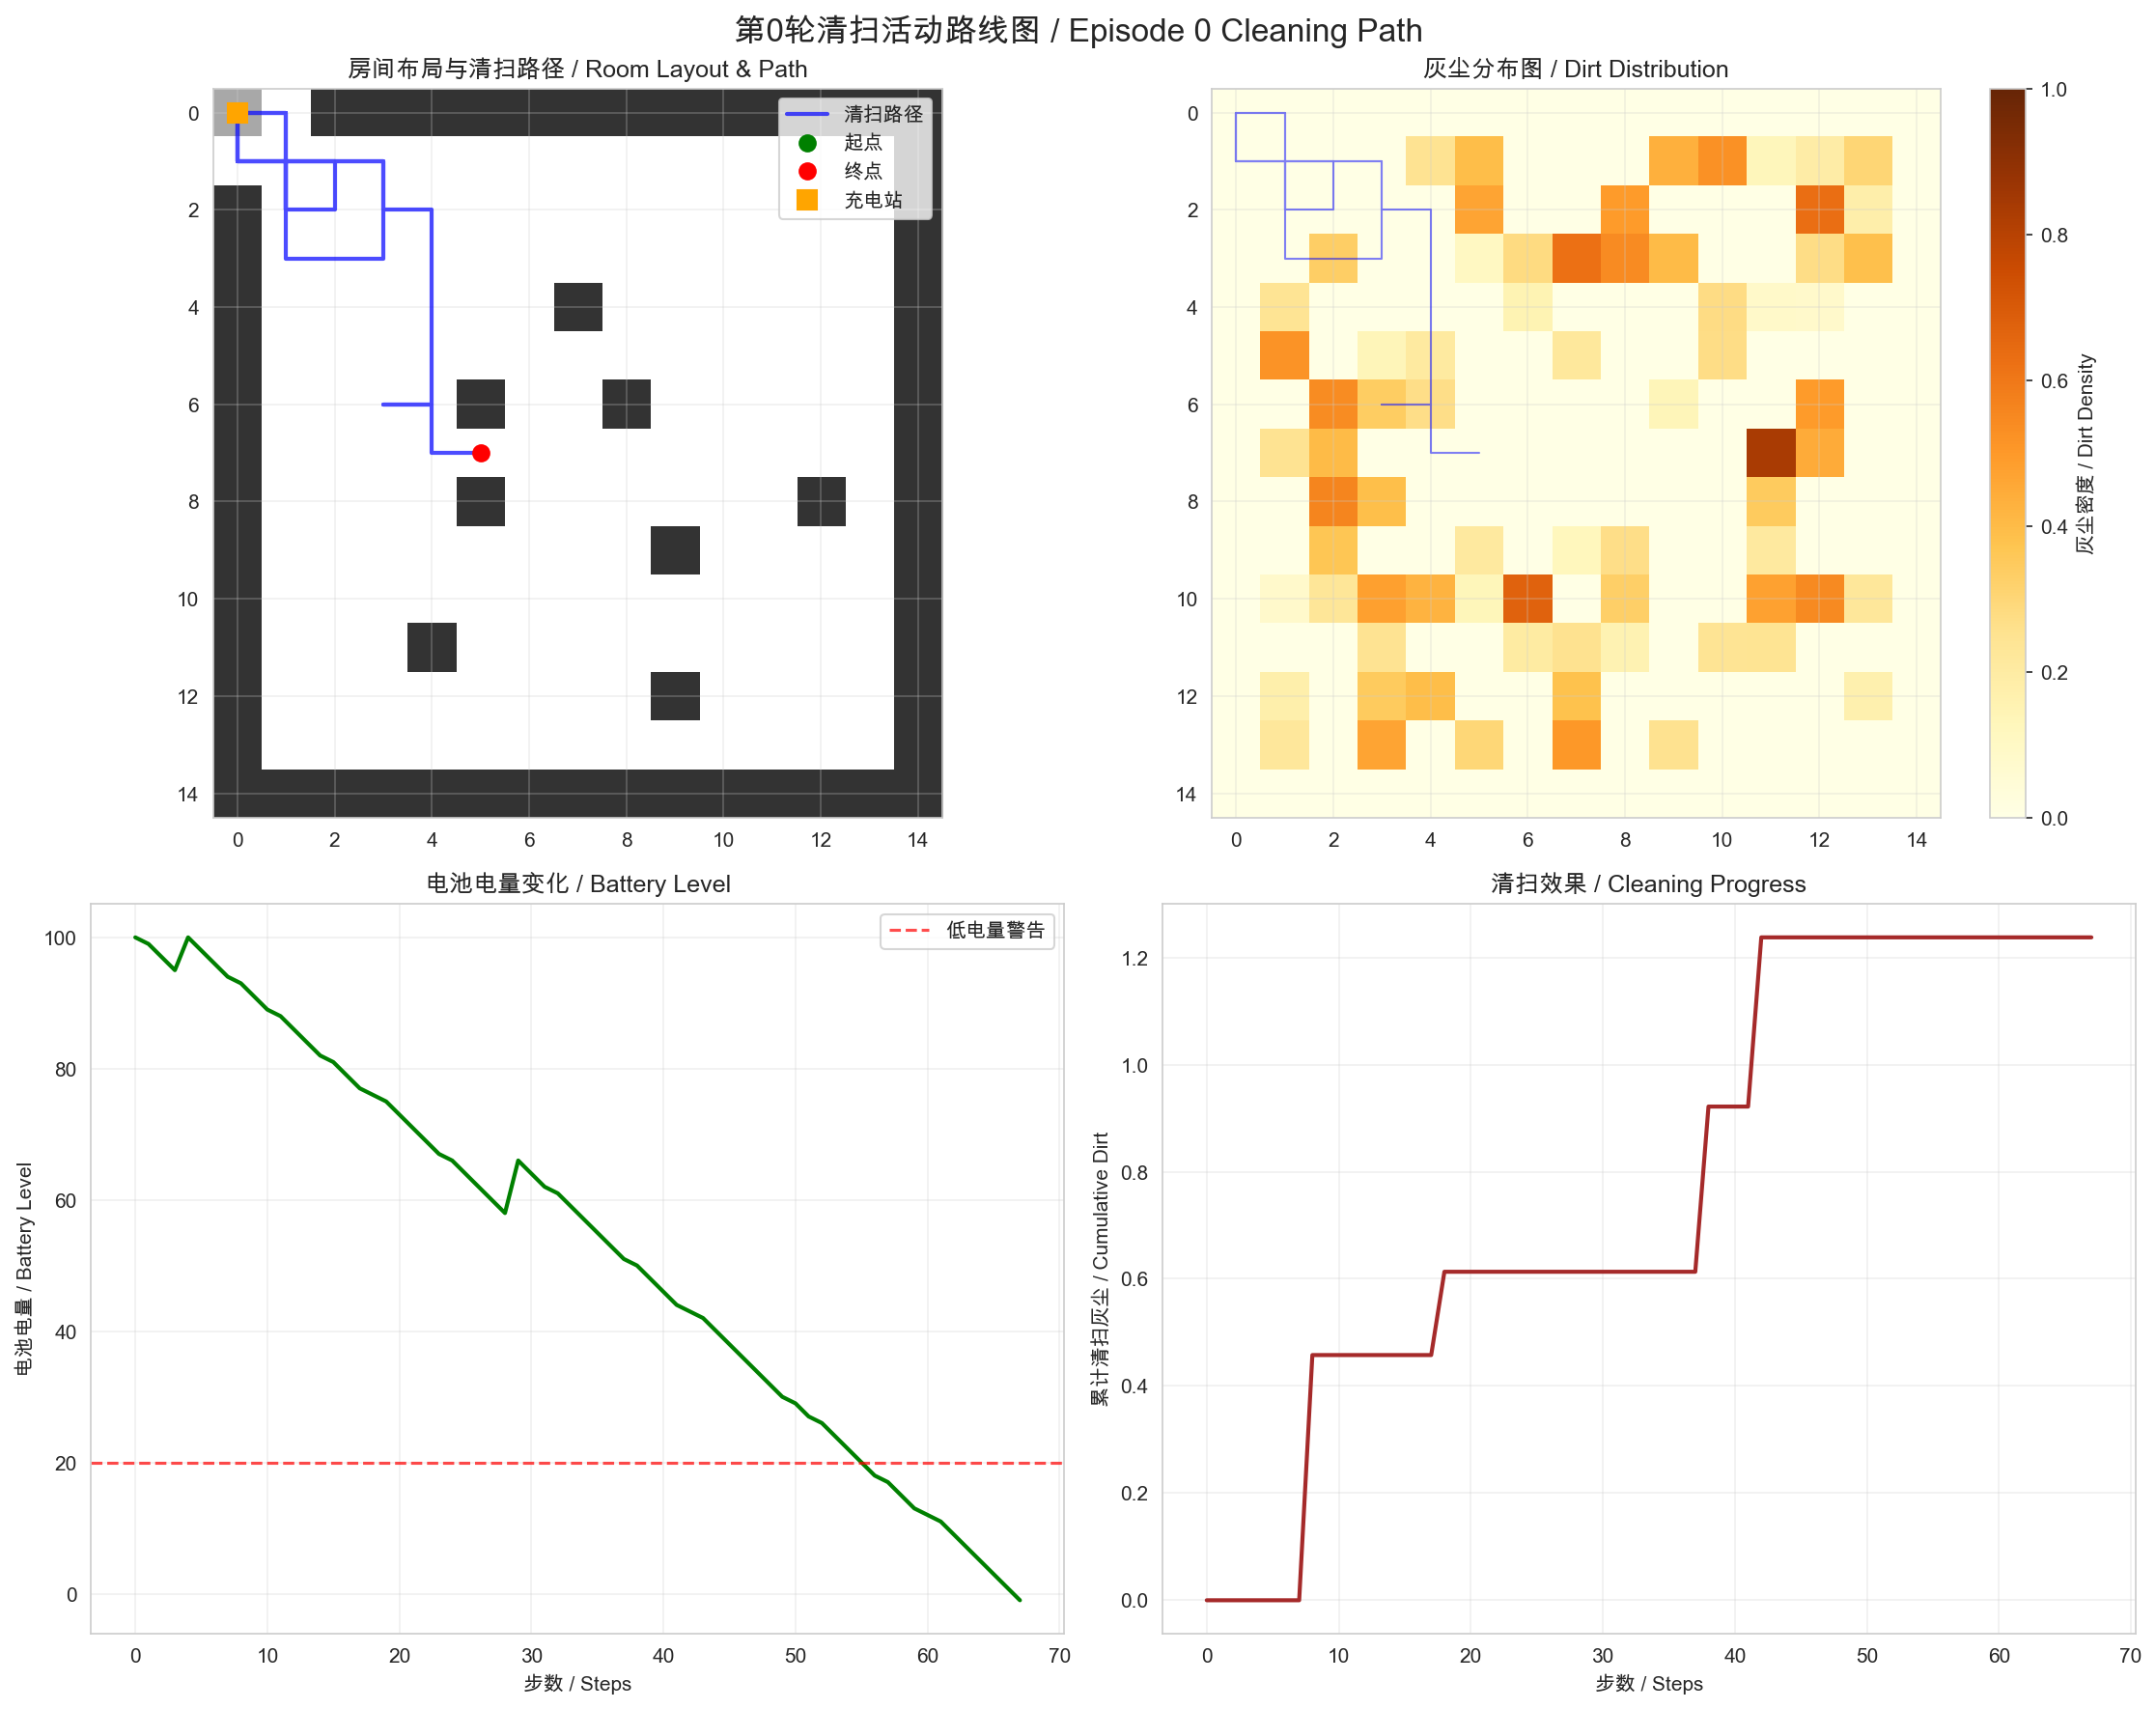 第0轮清扫活动路线图 / Episode 0 Cleaning Path
房间布局与清扫路径 / Room Layout & Path
0
2
4
6
8
10
12
14
0 2 4 6 8 10 12 14
清扫路径
起点
终点
充电站
灰尘分布图 / Dirt Distribution
0
2
4
6
8
10
12
14
0 2 4 6 8 10 12 14
1.0
0.8
0.6
0.4
0.2
0.0
灰尘密度 / Dirt Density
电池电量变化 / Battery Level
电池电量 / Battery Level
100
80
60
40
20
0
0 10 20 30 40 50 60 70
步数 / Steps
低电量警告
清扫效果 / Cleaning Progress
累计清扫灰尘 / Cumulative Dirt
1.2
1.0
0.8
0.6
0.4
0.2
0.0
0 10 20 30 40 50 60 70
步数 / Steps